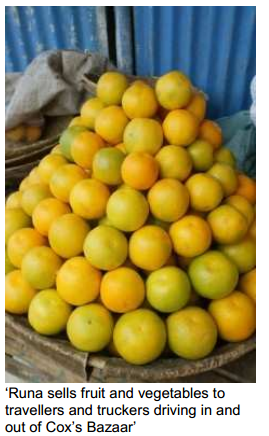 ‘Runa sells fruit and vegetables to
travellers and truckers driving in and
out of Cox’s Bazaar’